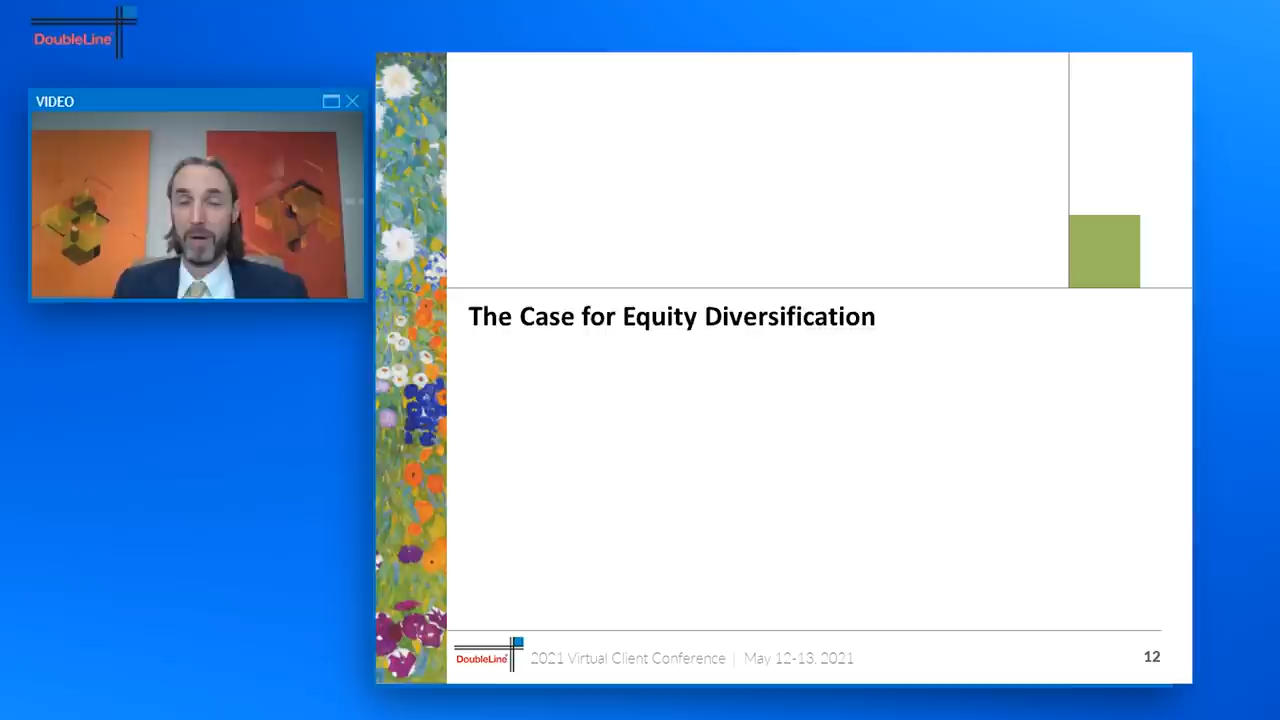 DoubleLine
VIDEO
The Case for Equity Diversification
DoubleLine
2021 Virtual Client Conference | May 12-13, 2021
12